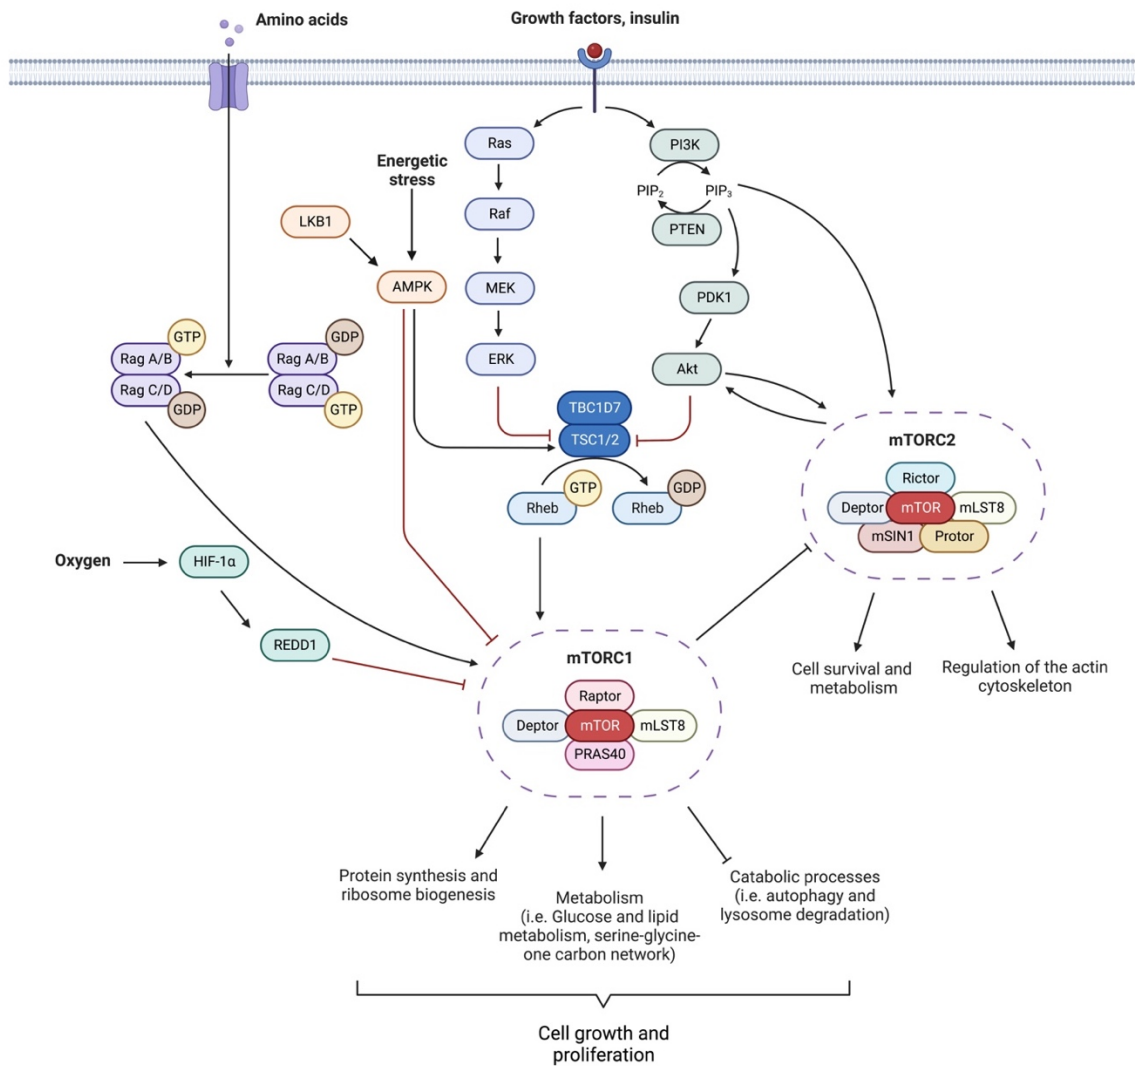 Amino acids
Growth factors, insulin
Ras
PI3K
Energetic
stress
PIP₂
PIP₃
LKB1
Raf
PTEN
AMPK
MEK
PDK1
GTP
GDP
Rag A/B
Rag A/B
ERK
Akt
Rag C/D
Rag C/D
GDP
GTP
TBC1D7
TSC1/2
mTORC2
Rictor
GTP
GDP
Rheb
Rheb
Deptor
mTOR
mLST8
mSIN1
Protor
Oxygen
HIF-1α
REDD1
mTORC1
Cell survival and
metabolism
Regulation of the actin
cytoskeleton
Raptor
Deptor
mTOR
mLST8
PRAS40
Protein synthesis and
ribosome biogenesis
Metabolism
(i.e. Glucose and lipid
metabolism, serine-glycine-
one carbon network)
Catabolic processes
(i.e. autophagy and
lysosome degradation)
Cell growth and
proliferation